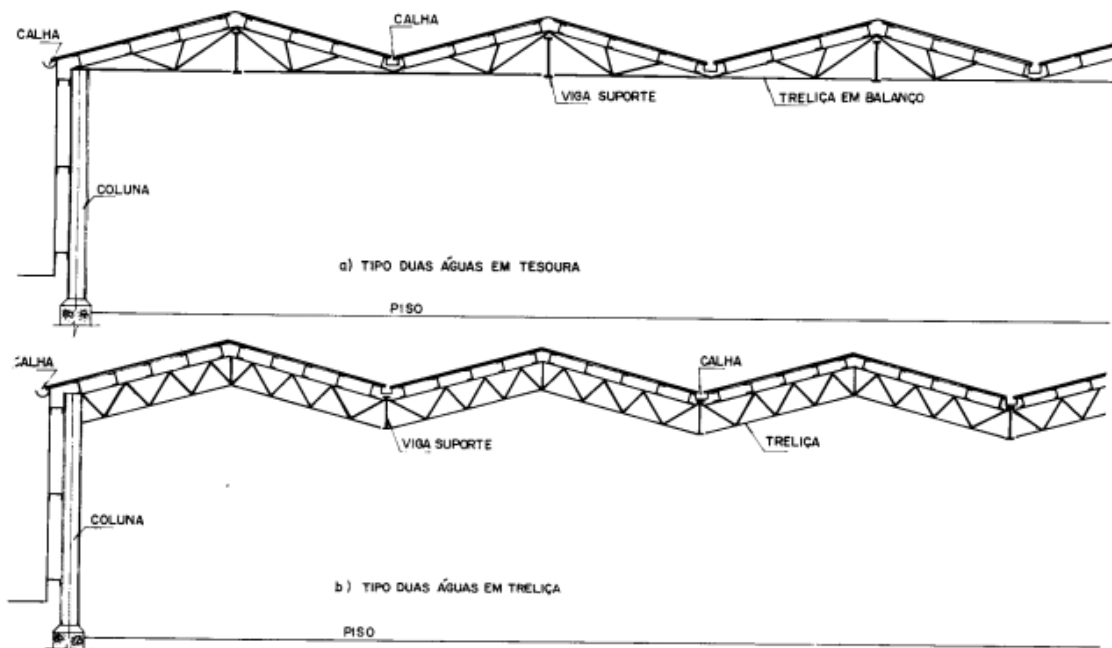 CALHA
CALHA
VIGA SUPORTE
TRELIÇA EM BALANÇO
COLUNA
a) TIPO DUAS ÁGUAS EM TESOURA
PISO
CALHA
CALHA
VIGA SUPORTE
TRELIÇA
COLUNA
b) TIPO DUAS ÁGUAS EM TRELIÇA
PISO